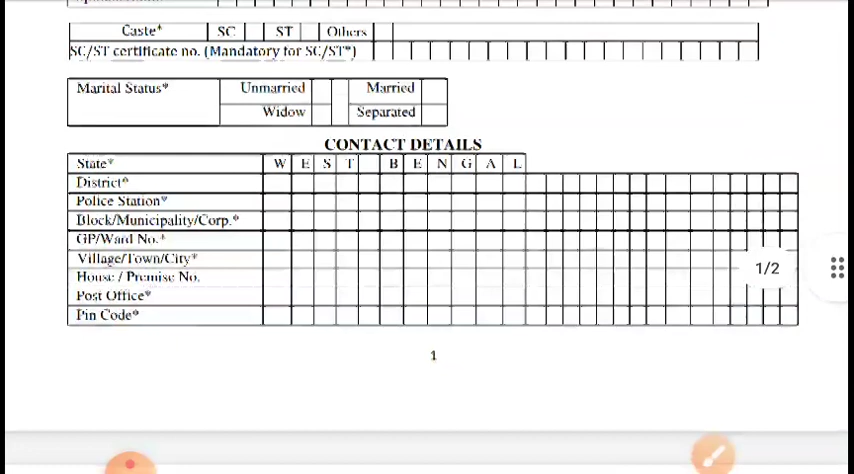 Caste* SC ST Others
SC/ST certificate no. (Mandatory for SC/ST*)
Marital Status* Unmarried Married
Widow Separated
CONTACT DETAILS
State* W E S T B E N G A L
District*
Police Station*
Block/Municipality/Corp.*
GP/Ward No.*
Village/Town/City*
House / Premise No.
1/2
Post Office*
Pin Code*
1